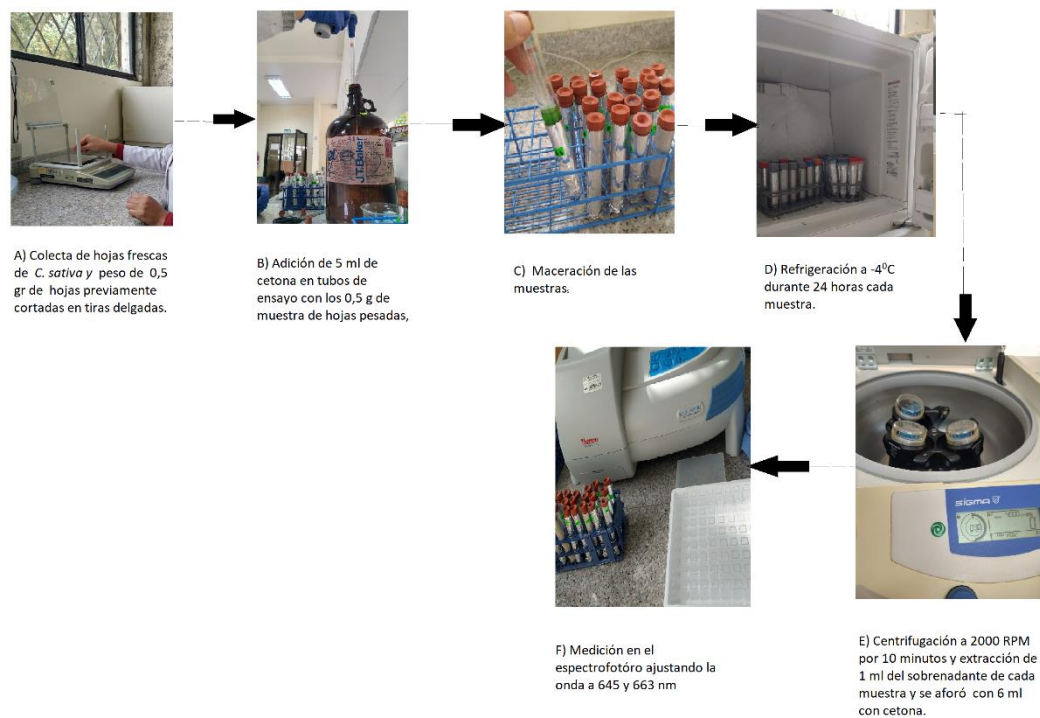 J.T.Baker
A) Colecta de hojas frescas
de C. sativa y peso de 0,5
gr de hojas previamente
cortadas en tiras delgadas.
B) Adición de 5 ml de
cetona en tubos de
ensayo con los 0,5 g de
muestra de hojas pesadas,
C) Maceración de las
muestras.
D) Refrigeración a -4⁰C
durante 24 horas cada
muestra.
sigma
E) Centrifugación a 2000 RPM
por 10 minutos y extracción de
1 ml del sobrenadante de cada
muestra y se aforó con 6 ml
con cetona.
F) Medición en el
espectrofotóro ajustando la
onda a 645 y 663 nm